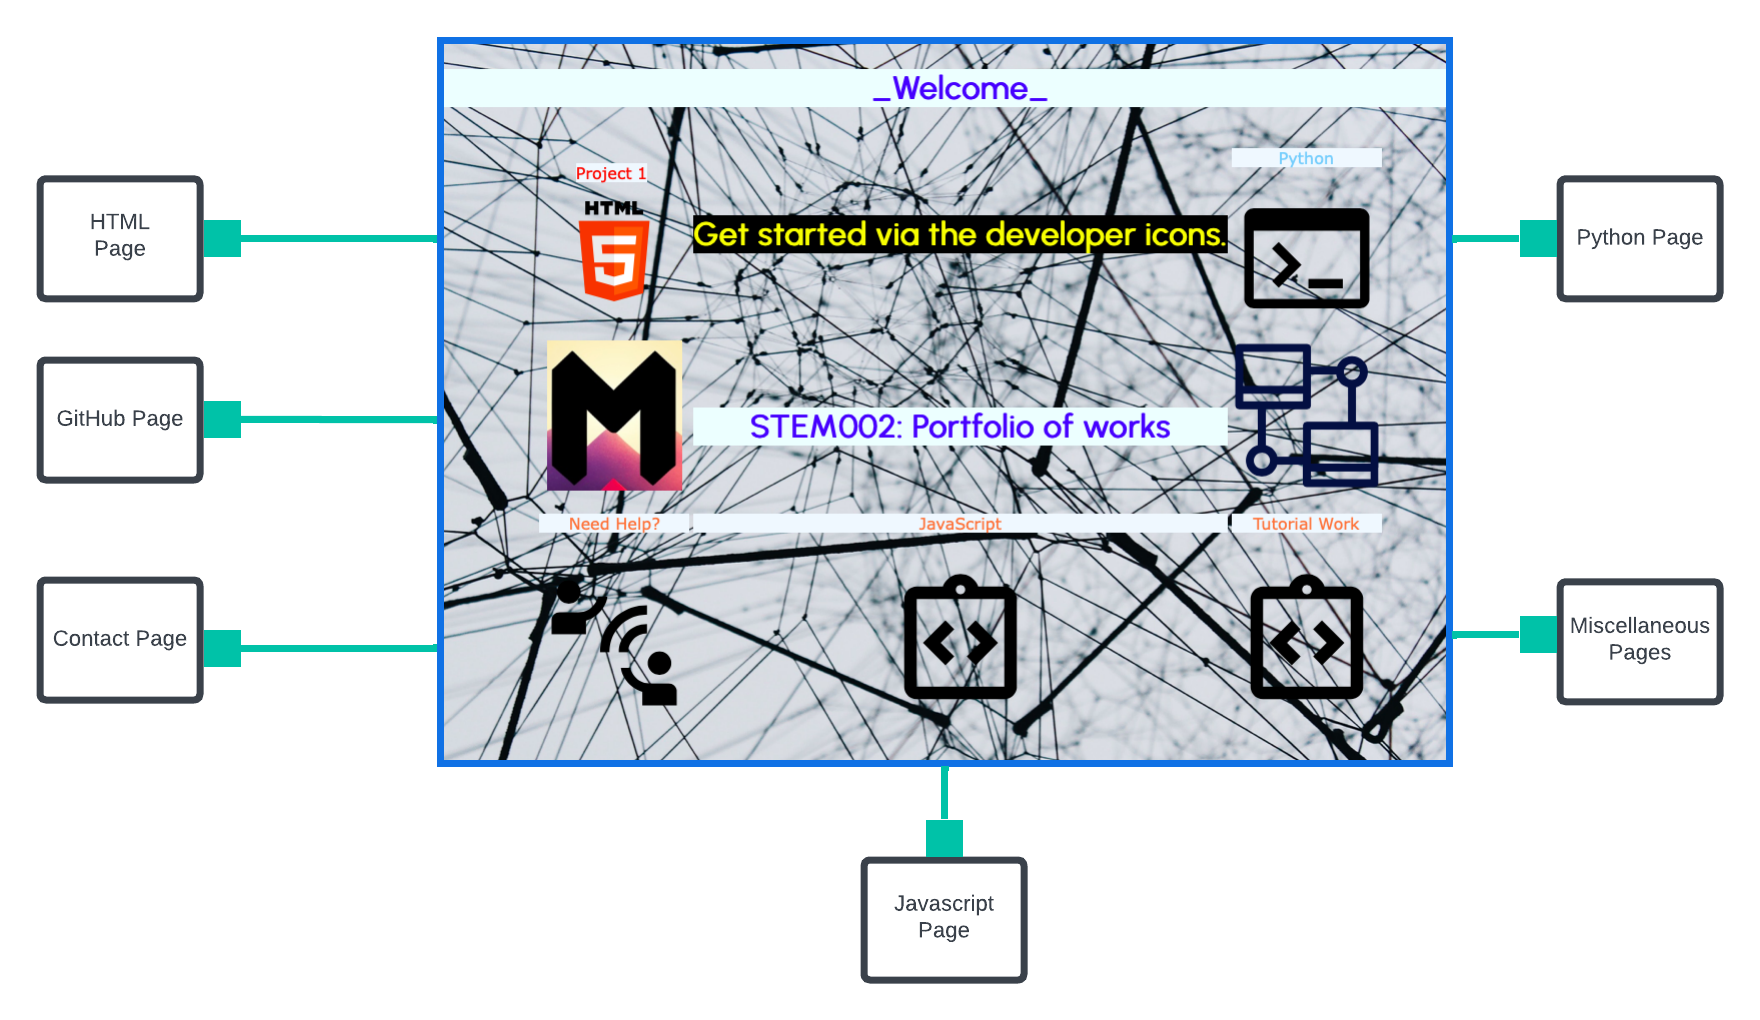 _Welcome_
Python
Project 1
HTML
5
Get started via the developer icons.
M
STEM002: Portfolio of works
Need Help?
JavaScript
Tutorial Work
HTML
Page
GitHub Page
Contact Page
Python Page
Miscellaneous
Pages
Javascript
Page